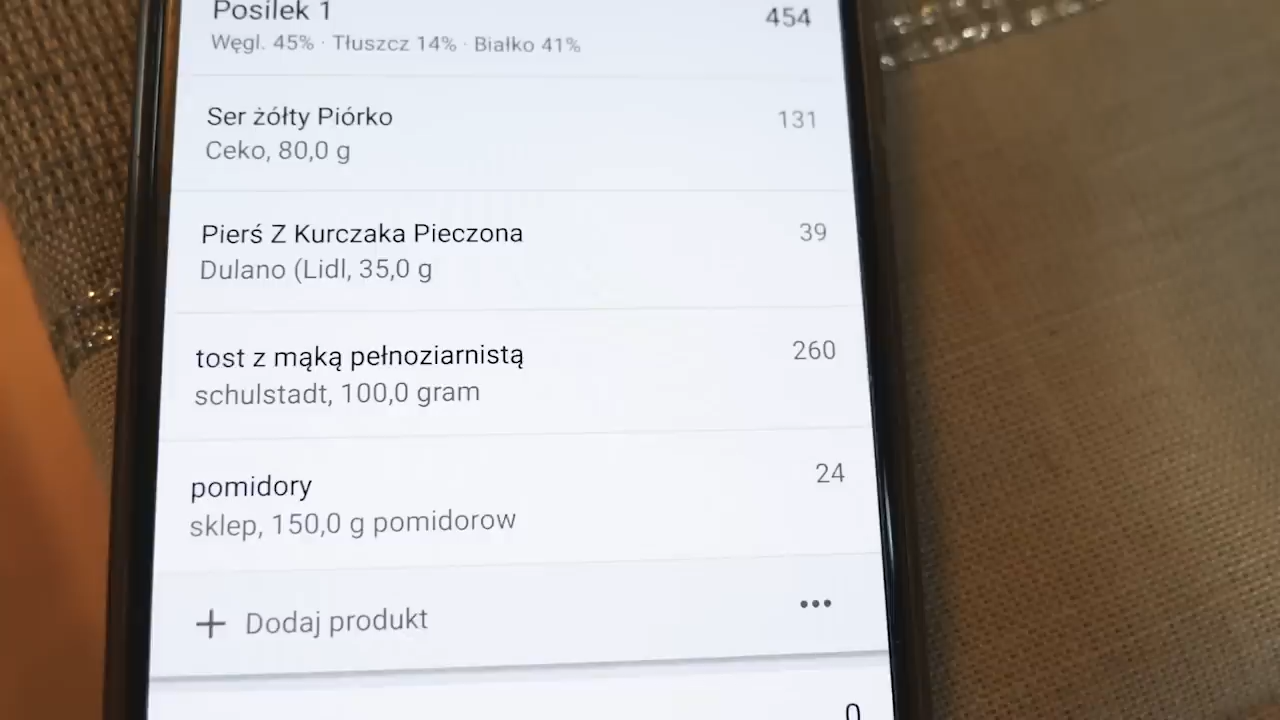 Posiłek 1
454
Węgl. 45% · Tłuszcz 14% · Białko 41%
Ser żółty Piórko
131
Ceko, 80,0 g
Pierś Z Kurczaka Pieczona
39
Dulano (Lidl, 35,0 g
tost z mąką pełnoziarnistą
260
schulstadt, 100,0 gram
pomidory
24
sklep, 150,0 g pomidorow
+ Dodaj produkt
•••
0